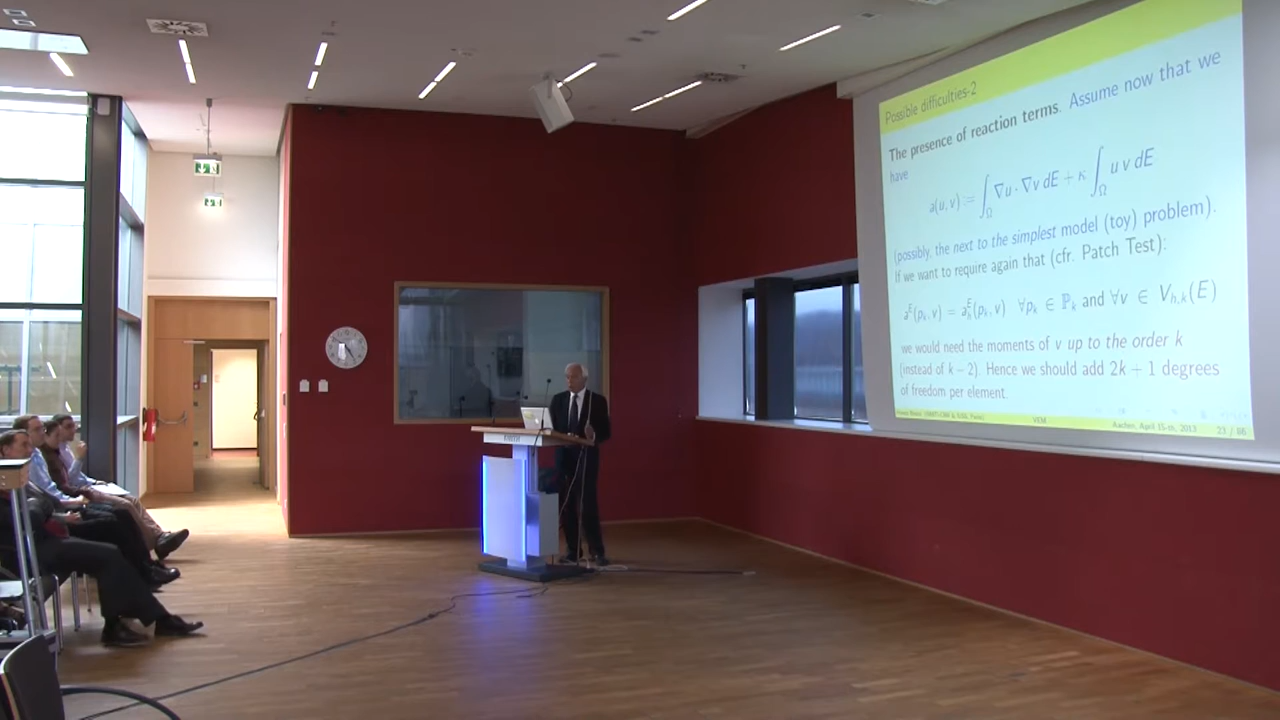 Possible difficulties-2
The presence of reaction terms. Assume now that we
have
a(u, v) := ∫_Ω ∇u · ∇v dE + κ ∫_Ω u v dE
(possibly, the next to the simplest model (toy) problem).
If we want to require again that (cfr. Patch Test):
a^E(p_k, v) = a_h^E(p_k, v) ∀p_k ∈ ℙ_k and ∀v ∈ V_{h,k}(E)
we would need the moments of v up to the order k
(instead of k − 2). Hence we should add 2k + 1 degrees
of freedom per element.
VEM Aachen, April 15-th, 2013 23 /